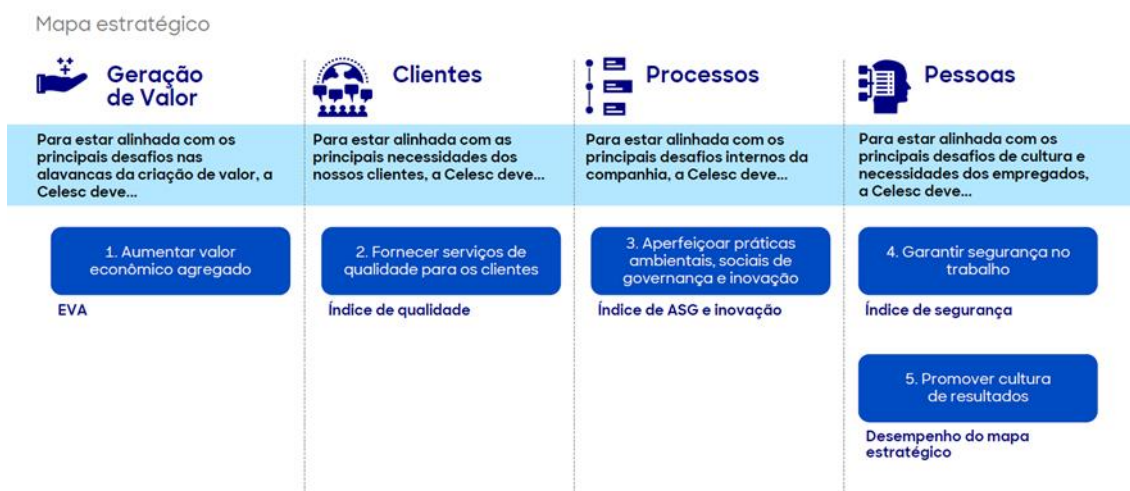 Mapa estratégico
Geração
de Valor
Para estar alinhada com os
principais desafios nas
alavancas da criação de valor, a
Celesc deve...
1. Aumentar valor
econômico agregado
EVA
Clientes
Para estar alinhada com as
principais necessidades dos
nossos clientes, a Celesc deve...
2. Fornecer serviços de
qualidade para os clientes
Índice de qualidade
Processos
Para estar alinhada com os
principais desafios internos da
companhia, a Celesc deve...
3. Aperfeiçoar práticas
ambientais, sociais de
governança e inovação
Índice de ASG e inovação
Pessoas
Para estar alinhada com os
principais desafios de cultura e
necessidades dos empregados,
a Celesc deve...
4. Garantir segurança no
trabalho
Índice de segurança
5. Promover cultura
de resultados
Desempenho do mapa
estratégico